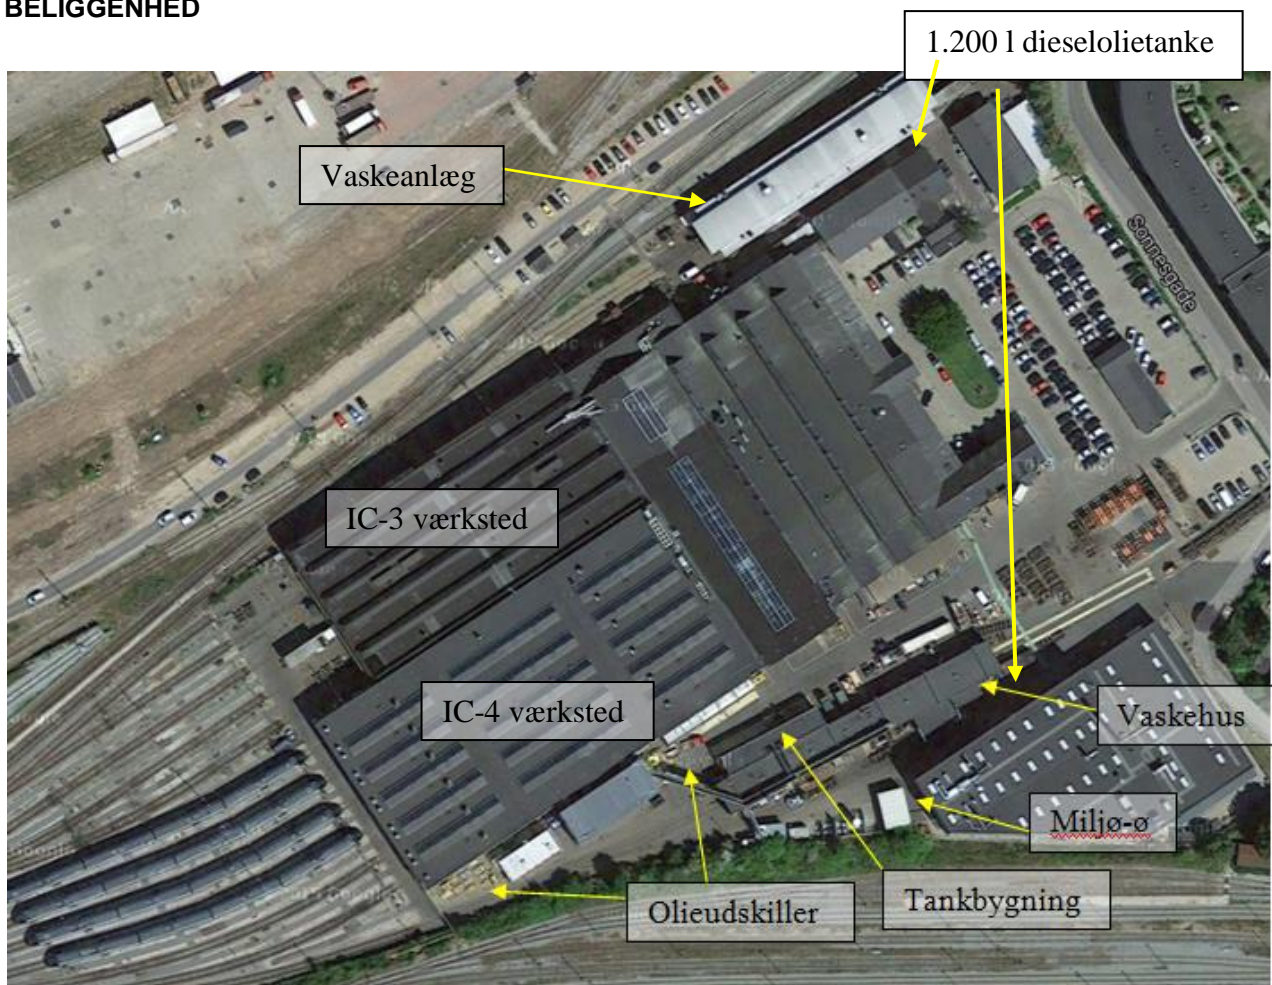 BELIGGENHED
1.200 l dieselolietanke
Vaskeanlæg
Sonnesgade
IC-3 værksted
IC-4 værksted
Vaskehus
Miljø-ø
Tankbygning
Olieudskiller